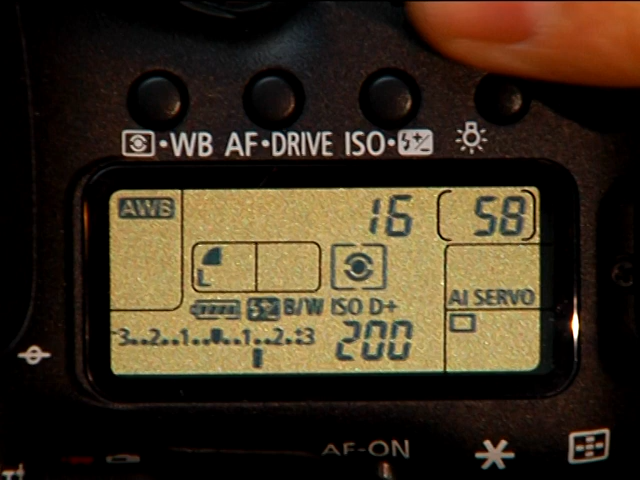 WB AF•DRIVE ISO•
AWB 16 [58]
L
B/W ISO D+ AI SERVO
-3..2..1..▼..1..2..+3 200
AF-ON